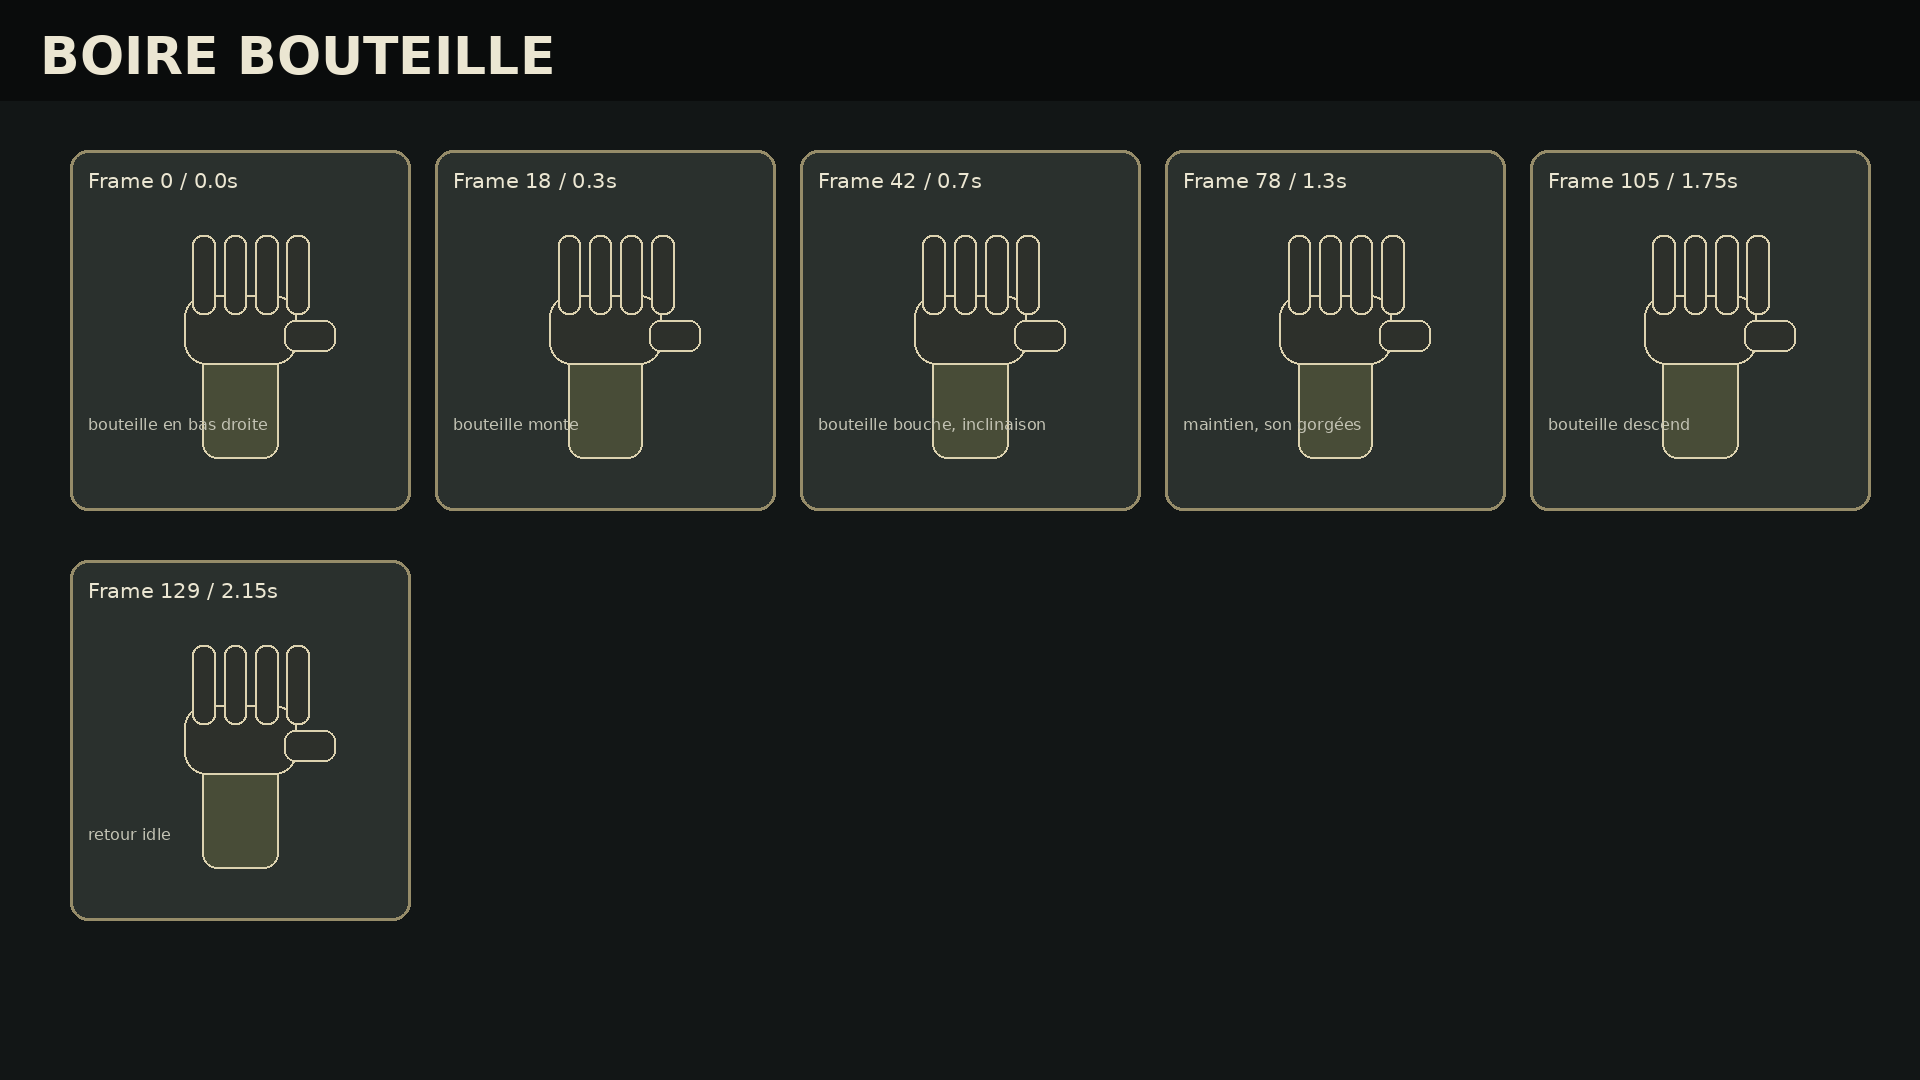 BOIRE BOUTEILLE
Frame 0 / 0.0s
bouteille en bas droite
Frame 18 / 0.3s
bouteille monte
Frame 42 / 0.7s
bouteille bouche, inclinaison
Frame 78 / 1.3s
maintien, son gorgées
Frame 105 / 1.75s
bouteille descend
Frame 129 / 2.15s
retour idle